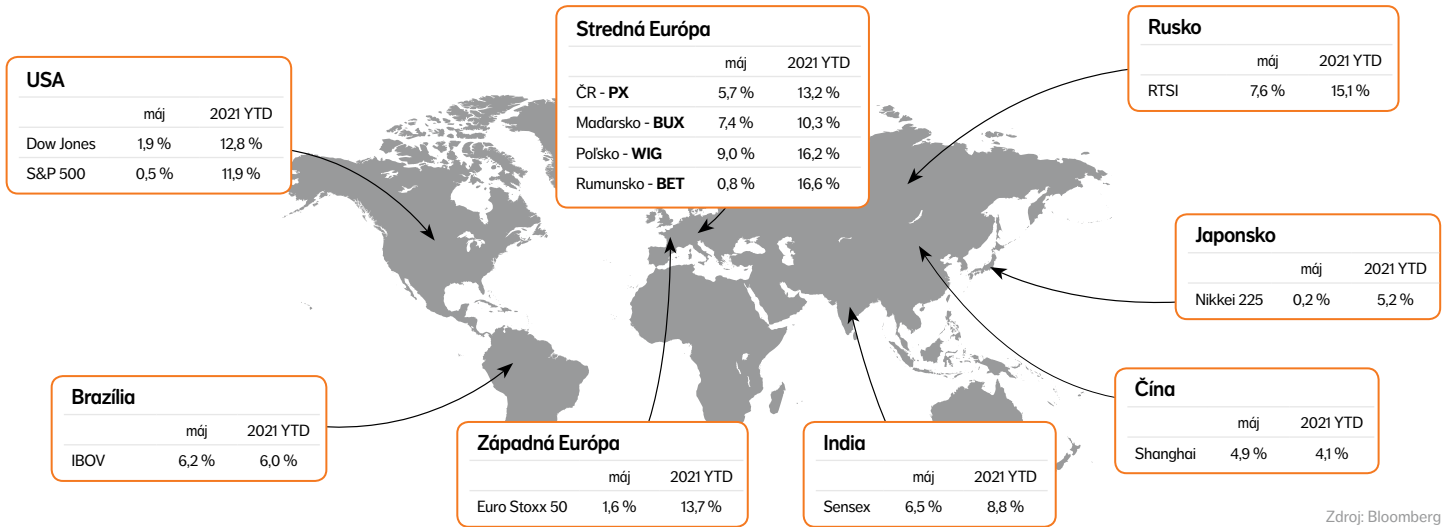 USA
máj 2021 YTD
Dow Jones 1,9 % 12,8 %
S&P 500 0,5 % 11,9 %
Stredná Európa
máj 2021 YTD
ČR - PX 5,7 % 13,2 %
Maďarsko - BUX 7,4 % 10,3 %
Poľsko - WIG 9,0 % 16,2 %
Rumunsko - BET 0,8 % 16,6 %
Rusko
máj 2021 YTD
RTSI 7,6 % 15,1 %
Japonsko
máj 2021 YTD
Nikkei 225 0,2 % 5,2 %
Brazília
máj 2021 YTD
IBOV 6,2 % 6,0 %
Západná Európa
máj 2021 YTD
Euro Stoxx 50 1,6 % 13,7 %
India
máj 2021 YTD
Sensex 6,5 % 8,8 %
Čína
máj 2021 YTD
Shanghai 4,9 % 4,1 %
Zdroj: Bloomberg